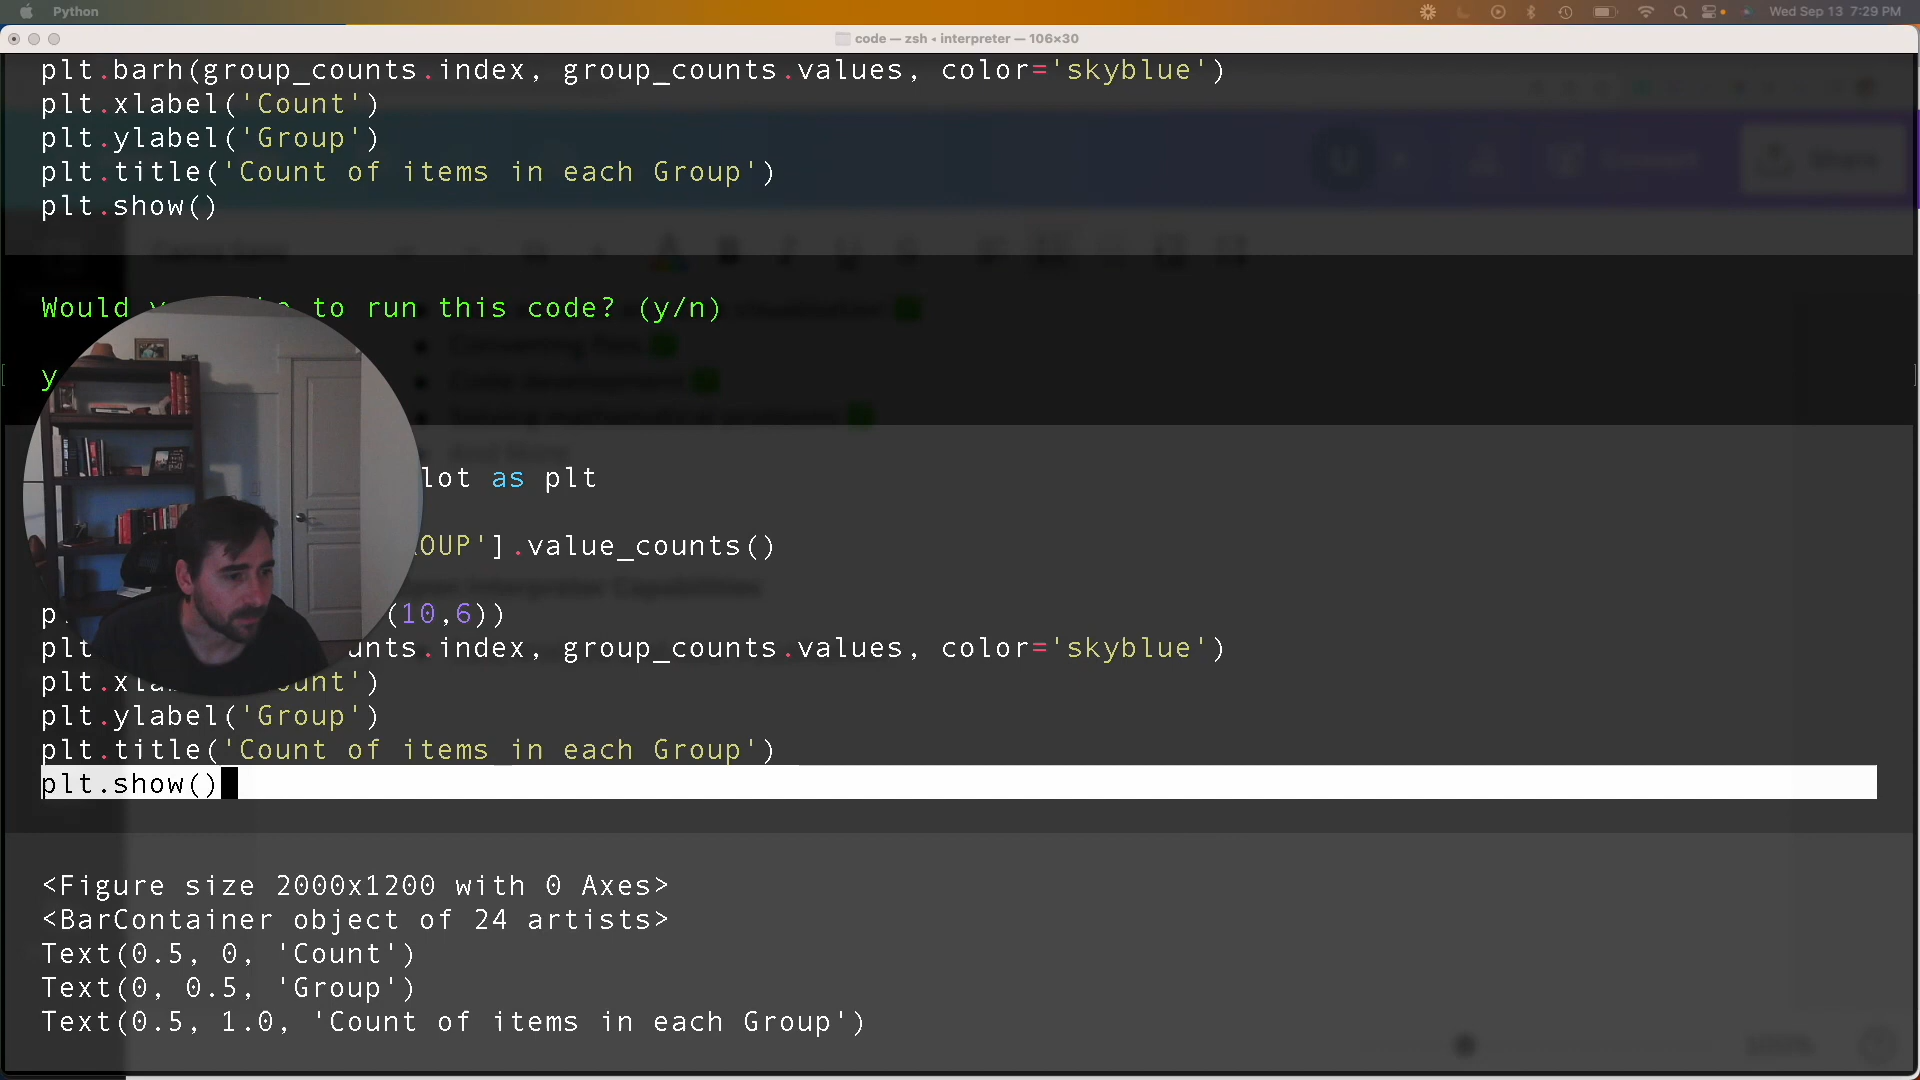 Python
Wed Sep 13 7:29 PM
code — zsh ◂ interpreter — 106×30
plt.barh(group_counts.index, group_counts.values, color='skyblue')
plt.xlabel('Count')
plt.ylabel('Group')
plt.title('Count of items in each Group')
plt.show()
Would to run this code? (y/n)
y
lot as plt
OUP'].value_counts()
(10,6))
plt unts.index, group_counts.values, color='skyblue')
plt. unt')
plt.ylabel('Group')
plt.title('Count of items in each Group')
plt.show()
<Figure size 2000x1200 with 0 Axes>
<BarContainer object of 24 artists>
Text(0.5, 0, 'Count')
Text(0, 0.5, 'Group')
Text(0.5, 1.0, 'Count of items in each Group')